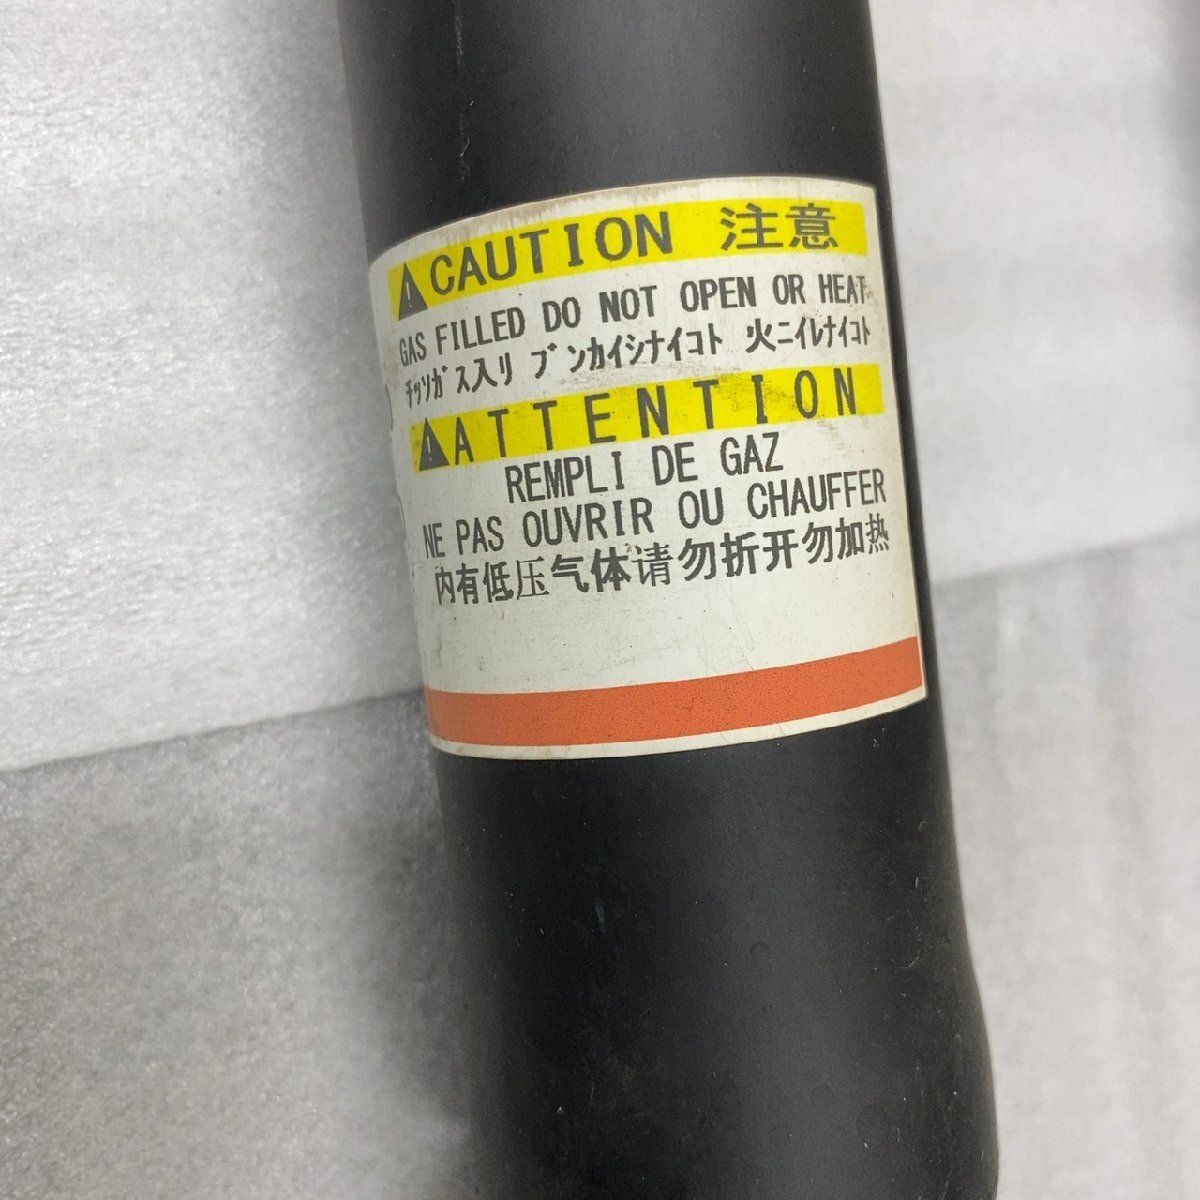 ⚠CAUTION 注意
GAS FILLED DO NOT OPEN OR HEAT
ﾁｯｿｶﾞｽ入ﾘ ﾌﾞﾝｶｲｼﾅｲｺﾄ 火ﾆｲﾚﾅｲｺﾄ
⚠ATTENTION
REMPLI DE GAZ
NE PAS OUVRIR OU CHAUFFER
内有低压气体请勿折开勿加热